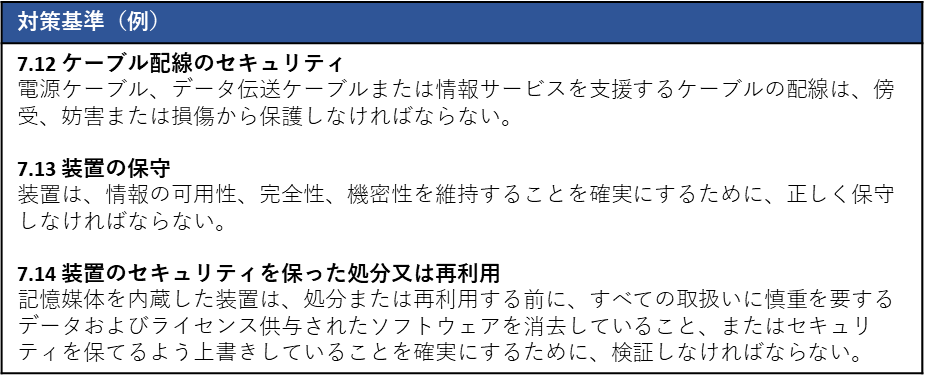 対策基準（例）
7.12 ケーブル配線のセキュリティ
電源ケーブル、データ伝送ケーブルまたは情報サービスを支援するケーブルの配線は、傍
受、妨害または損傷から保護しなければならない。
7.13 装置の保守
装置は、情報の可用性、完全性、機密性を維持することを確実にするために、正しく保守
しなければならない。
7.14 装置のセキュリティを保った処分又は再利用
記憶媒体を内蔵した装置は、処分または再利用する前に、すべての取扱いに慎重を要する
データおよびライセンス供与されたソフトウェアを消去していること、またはセキュリ
ティを保てるよう上書きしていることを確実にするために、検証しなければならない。